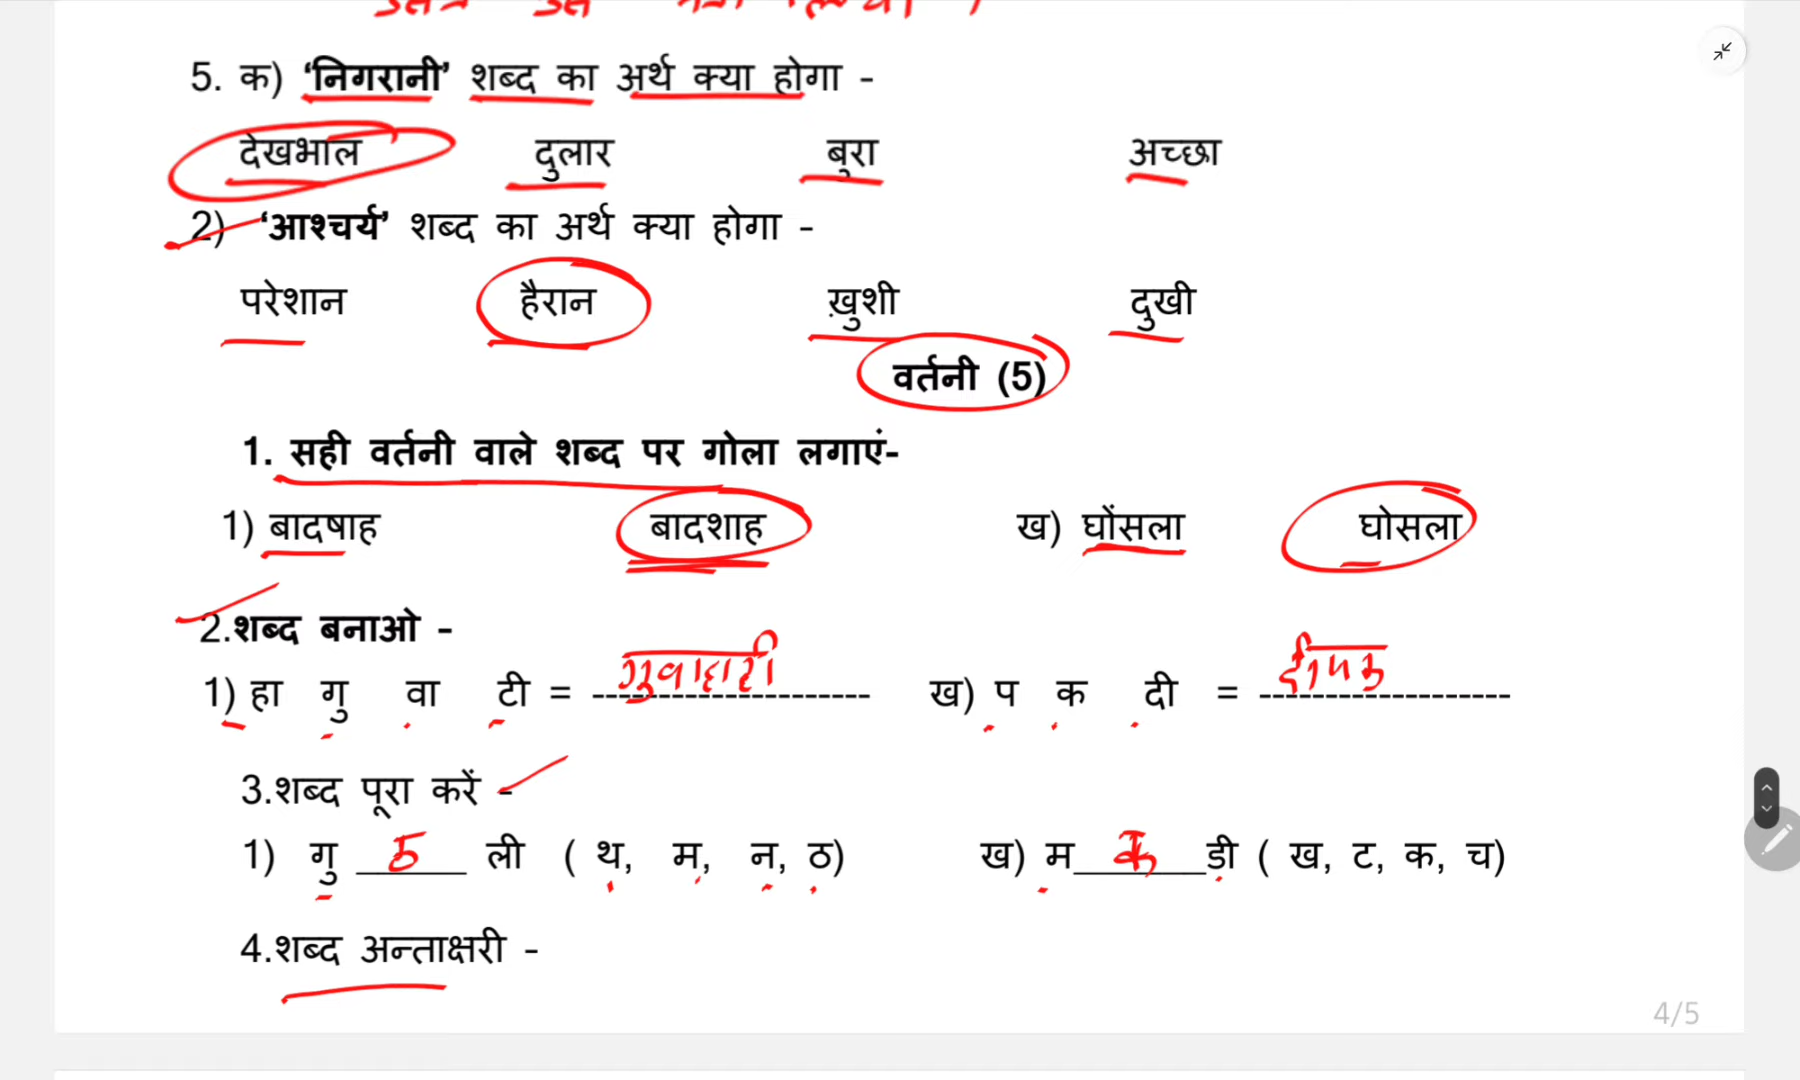 5. क) ‘निगरानी’ शब्द का अर्थ क्या होगा -
देखभाल दुलार बुरा अच्छा
2) ‘आश्चर्य’ शब्द का अर्थ क्या होगा -
परेशान हैरान ख़ुशी दुखी
वर्तनी (5)
1. सही वर्तनी वाले शब्द पर गोला लगाएं-
1) बादषाह बादशाह ख) घोंसला घोसला
2.शब्द बनाओ -
1) हा गु वा टी = गुवाहाटी ख) प क दी = दीपक
3.शब्द पूरा करें -
1) गु ठ ली ( थ, म, न, ठ) ख) म क डी ( ख, ट, क, च)
4.शब्द अन्ताक्षरी -
4/5